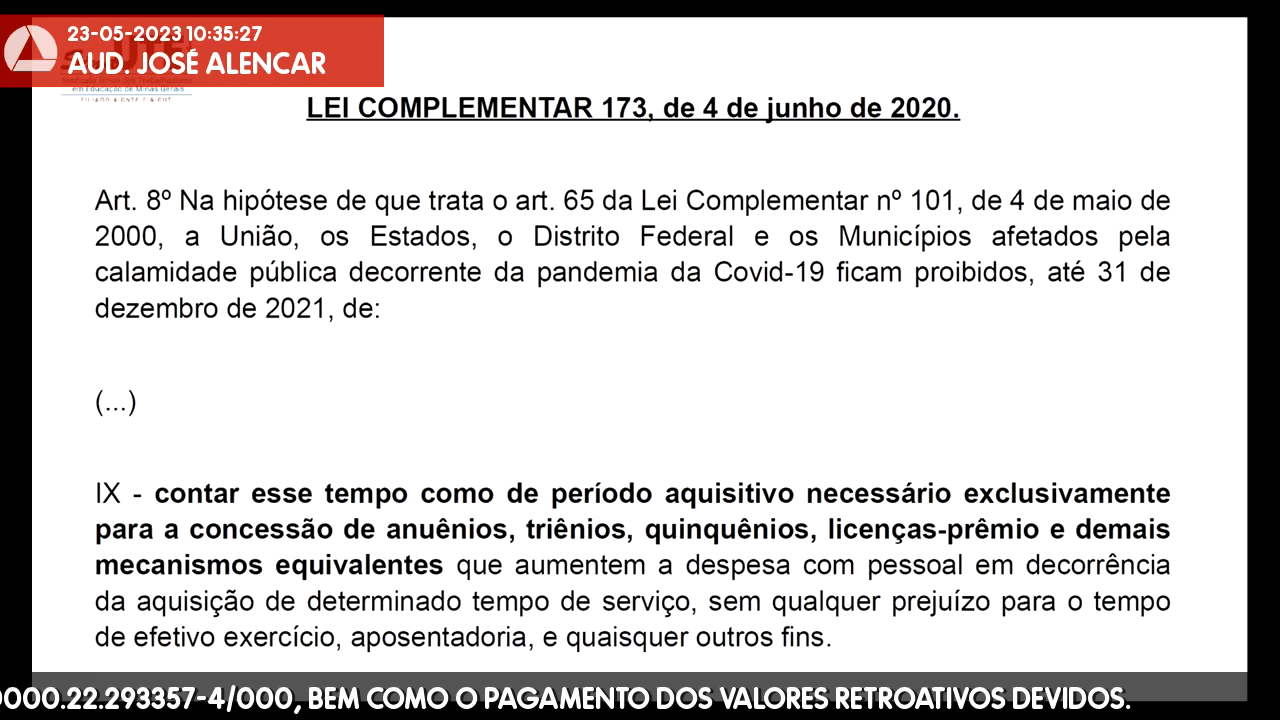 23-05-2023 10:35:27
AUD. JOSÉ ALENCAR
em Educação de Minas Gerais
LEI COMPLEMENTAR 173, de 4 de junho de 2020.
Art. 8º Na hipótese de que trata o art. 65 da Lei Complementar nº 101, de 4 de maio de
2000, a União, os Estados, o Distrito Federal e os Municípios afetados pela
calamidade pública decorrente da pandemia da Covid-19 ficam proibidos, até 31 de
dezembro de 2021, de:
(...)
IX - contar esse tempo como de período aquisitivo necessário exclusivamente
para a concessão de anuênios, triênios, quinquênios, licenças-prêmio e demais
mecanismos equivalentes que aumentem a despesa com pessoal em decorrência
da aquisição de determinado tempo de serviço, sem qualquer prejuízo para o tempo
de efetivo exercício, aposentadoria, e quaisquer outros fins.
0000.22.293357-4/000, BEM COMO O PAGAMENTO DOS VALORES RETROATIVOS DEVIDOS.